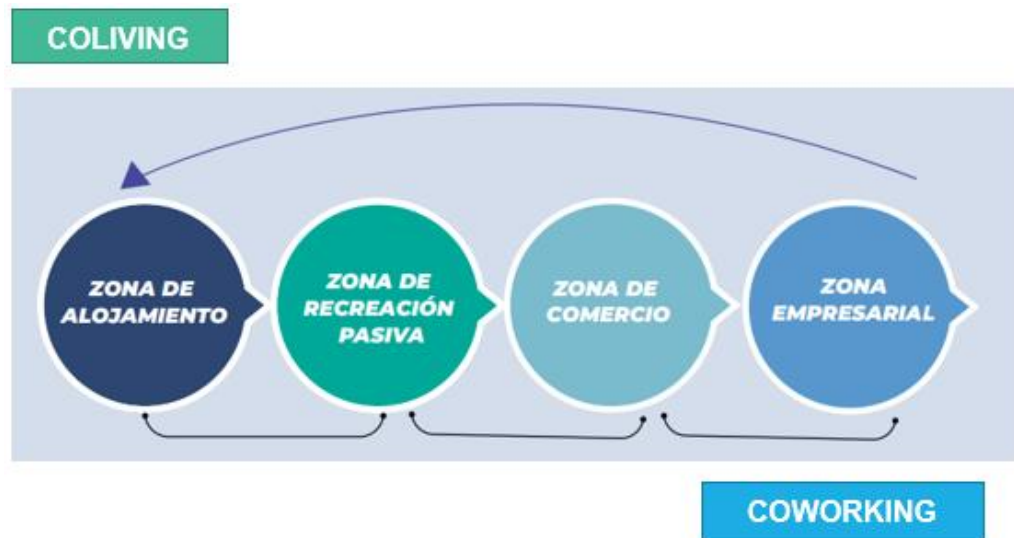 COLIVING
ZONA DE
ALOJAMIENTO
ZONA DE
RECREACIÓN
PASIVA
ZONA DE
COMERCIO
ZONA
EMPRESARIAL
COWORKING